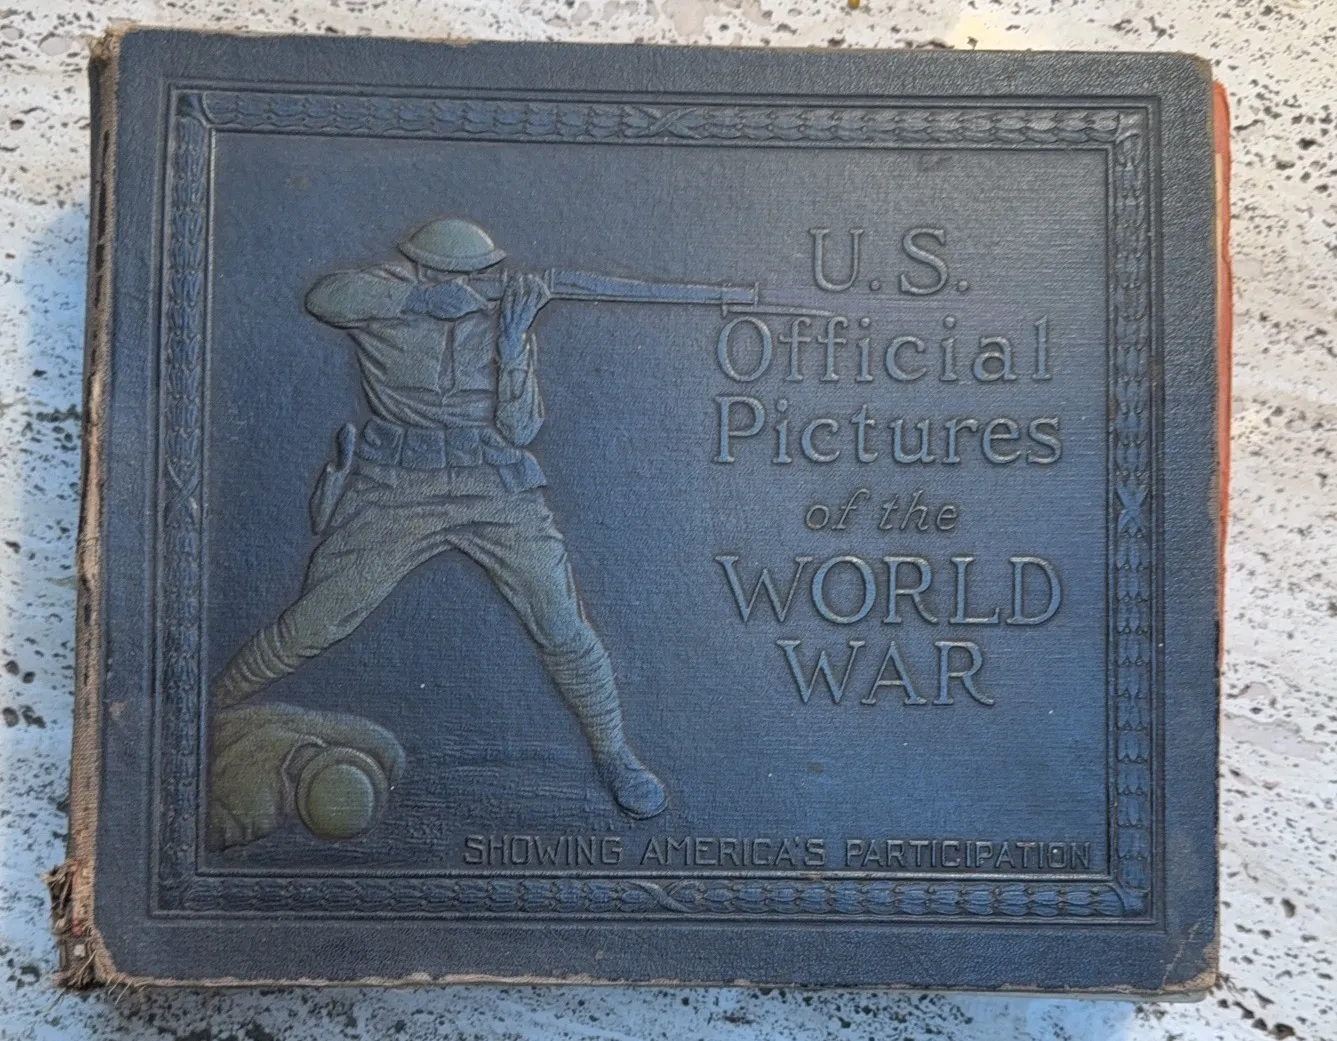 U.S.
Official
Pictures
of the
WORLD
WAR
SHOWING AMERICA'S PARTICIPATION